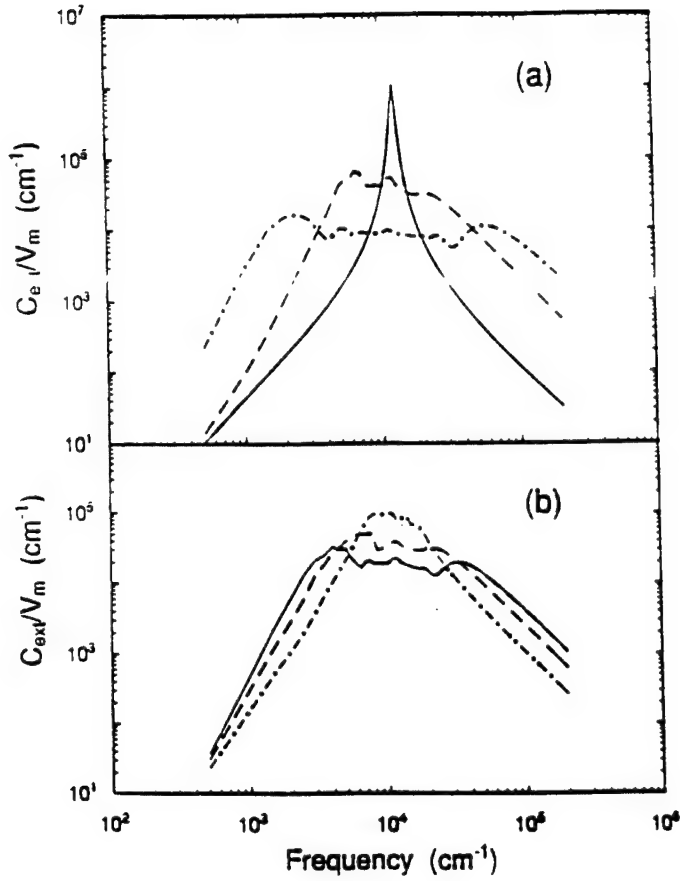 10⁷
(a)
10⁵
C_e t/V_m (cm⁻¹)
10³
10¹
(b)
10⁵
C_ext/V_m (cm⁻¹)
10³
10¹
10² 10³ 10⁴ 10⁵ 10⁶
Frequency (cm⁻¹)